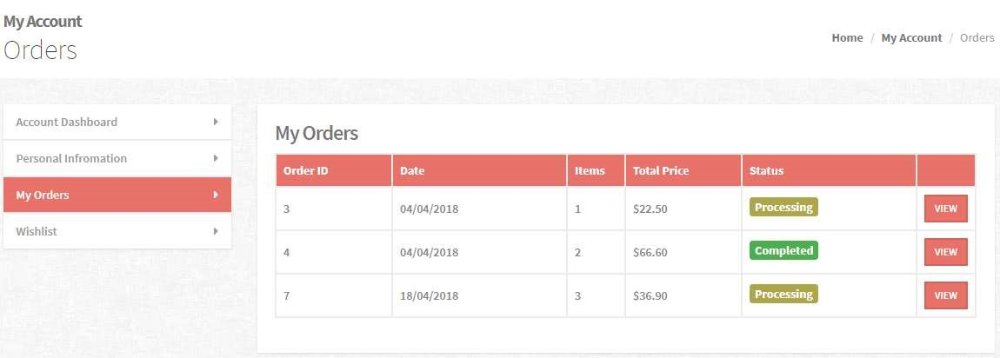 My Account
Orders
Home / My Account / Orders
Account Dashboard
Personal Infromation
My Orders
Wishlist
My Orders
Order ID Date Items Total Price Status
3 04/04/2018 1 $22.50 Processing VIEW
4 04/04/2018 2 $66.60 Completed VIEW
7 18/04/2018 3 $36.90 Processing VIEW